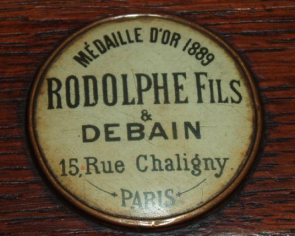 MÉDAILLE D'OR 1889
RODOLPHE FILS
&
DEBAIN
15, Rue Chaligny.
PARIS